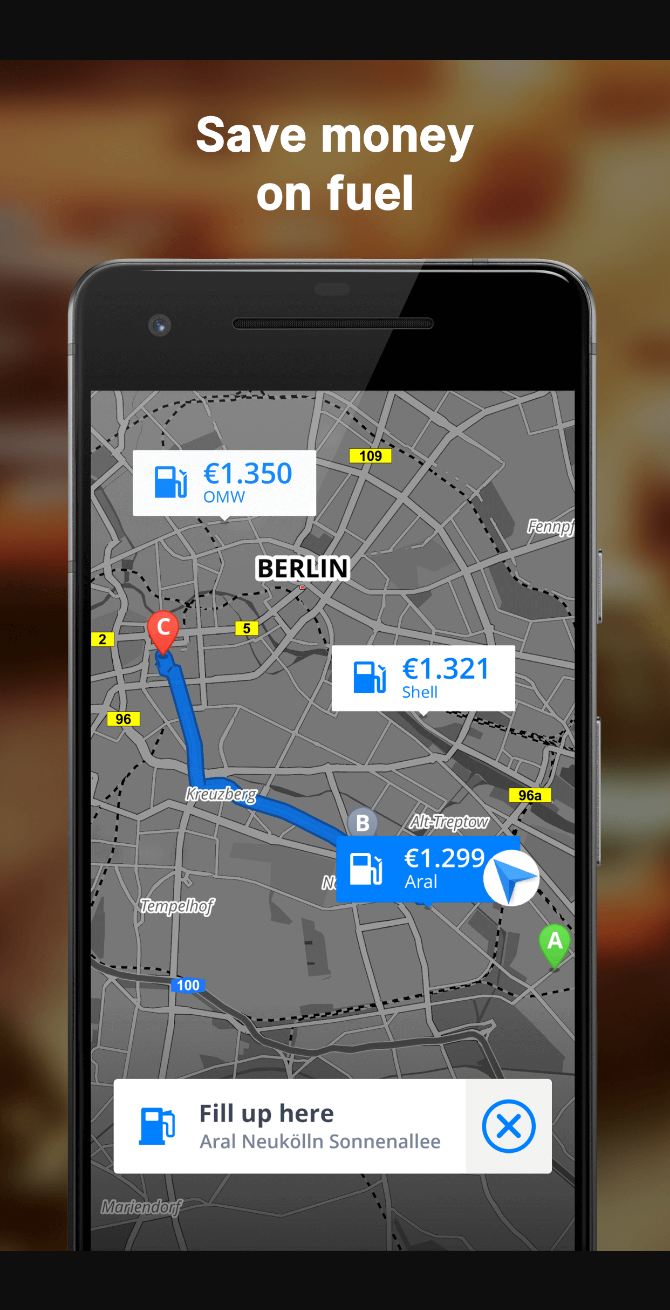 Save money
on fuel
€1.350
OMW
109
Fennpf
BERLIN
C
5
2
€1.321
Shell
96
96a
Kreuzberg
B
Alt-Treptow
€1.299
Aral
Tempelhof
A
100
Fill up here
Aral Neukölln Sonnenallee
Mariendorf